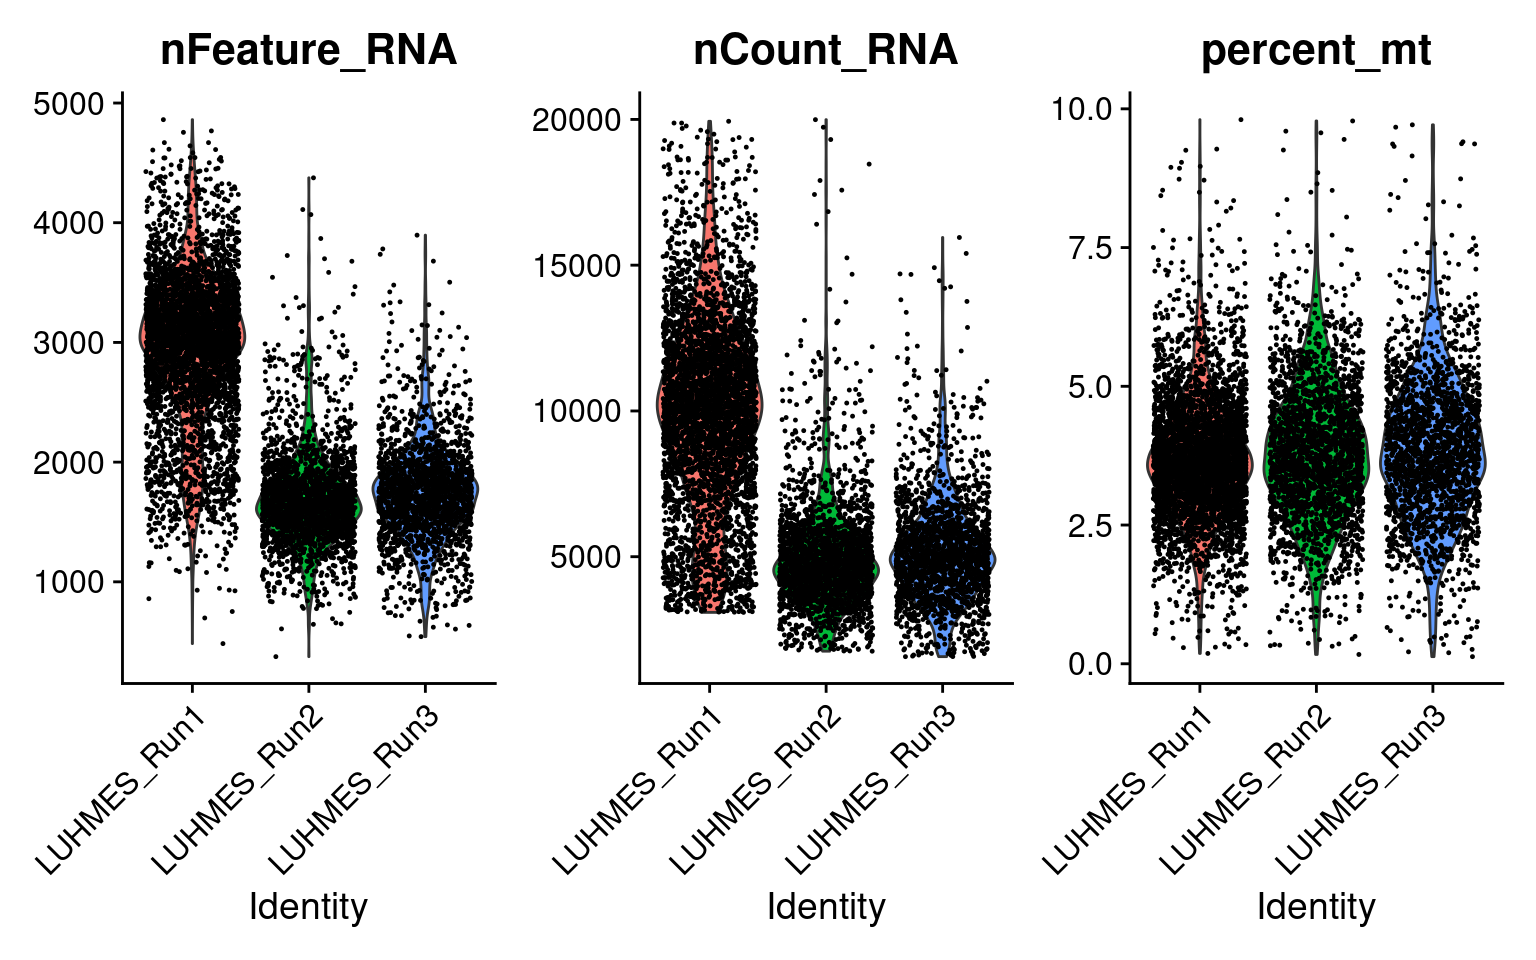 nFeature_RNA
5000
4000
3000
2000
1000
LUHMES_Run1
LUHMES_Run2
LUHMES_Run3
Identity
nCount_RNA
20000
15000
10000
5000
LUHMES_Run1
LUHMES_Run2
LUHMES_Run3
Identity
percent_mt
10.0
7.5
5.0
2.5
0.0
LUHMES_Run1
LUHMES_Run2
LUHMES_Run3
Identity